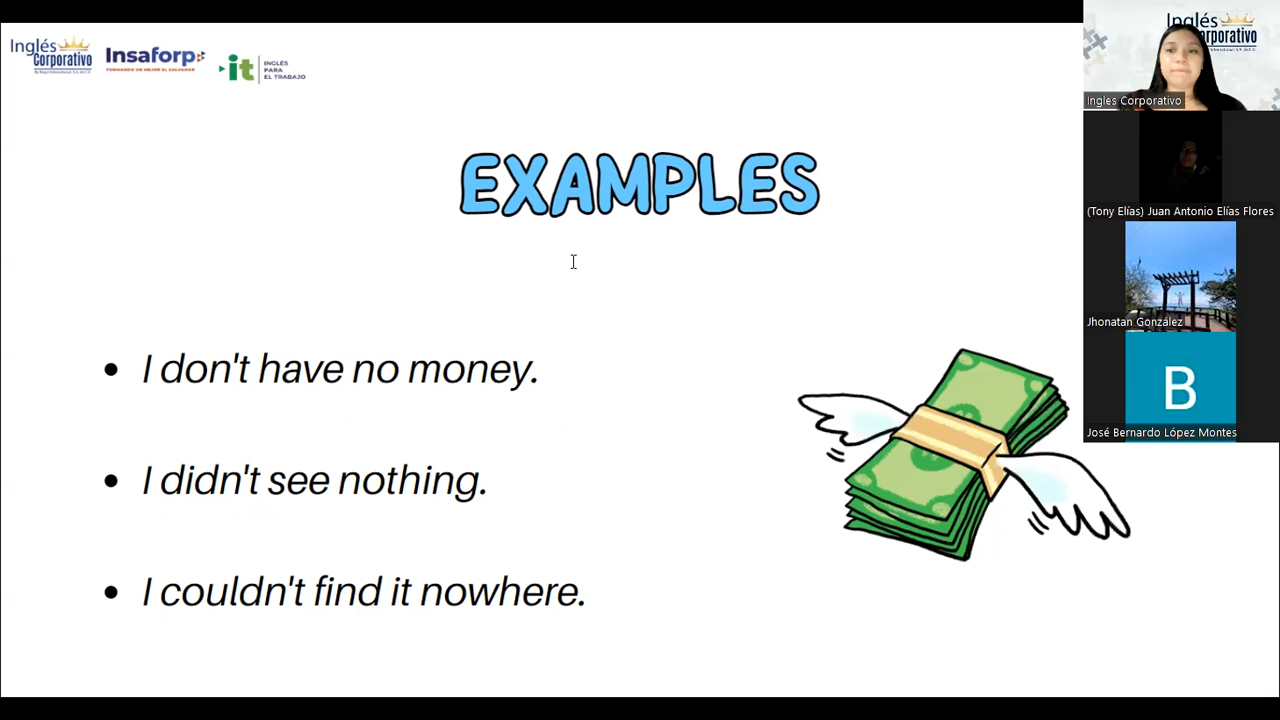 Inglés
Corporativo
Insaforp
FORMANDO UN MEJOR EL SALVADOR
it
INGLÉS
PARA
EL TRABAJO
EXAMPLES
• I don't have no money.
• I didn't see nothing.
• I couldn't find it nowhere.
Inglés
Corporativo
Ingles Corporativo
(Tony Elías) Juan Antonio Elías Flores
Jhonatan González
B
José Bernardo López Montes